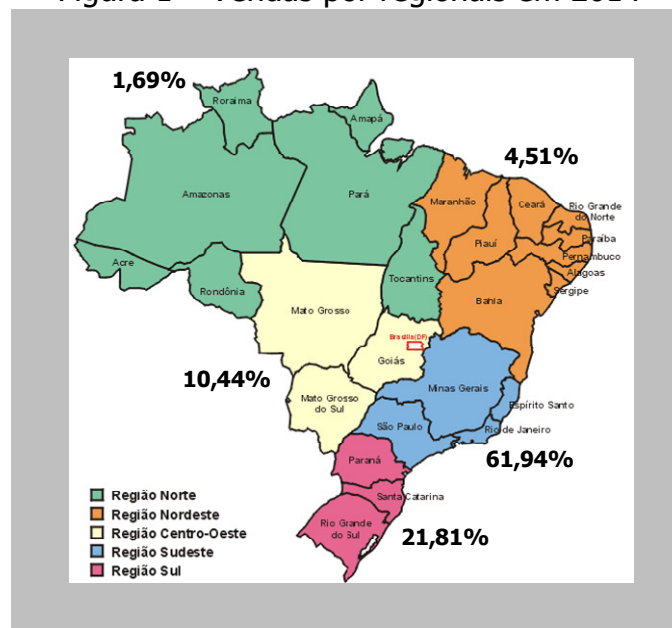 Figura 1 – Vendas por regionais em 2014
1,69%
Roraima
Amapá
4,51%
Amazonas
Pará
Maranhão
Ceará
Rio Grande
do Norte
Paraíba
Piauí
Pernambuco
Acre
Alagoas
Tocantins
Sergipe
Rondônia
Bahia
Mato Grosso
Brasília(DF)
Goiás
10,44%
Minas Gerais
Mato Grosso
do Sul
Espírito Santo
São Paulo
Rio de Janeiro
Paraná
61,94%
Santa Catarina
Rio Grande
do Sul
21,81%
Região Norte
Região Nordeste
Região Centro-Oeste
Região Sudeste
Região Sul